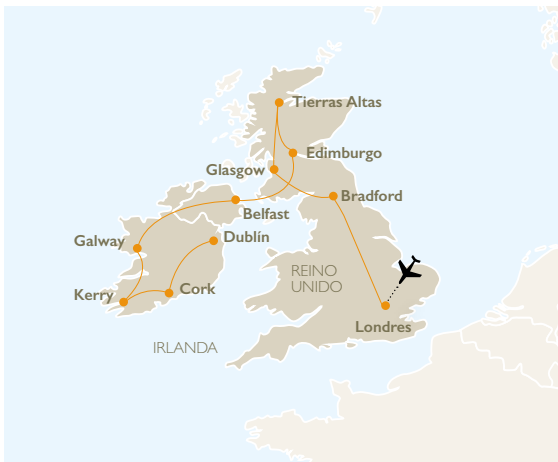 Tierras Altas
Edimburgo
Glasgow
Bradford
Belfast
Dublín
Galway
REINO
UNIDO
Kerry
Cork
Londres
IRLANDA